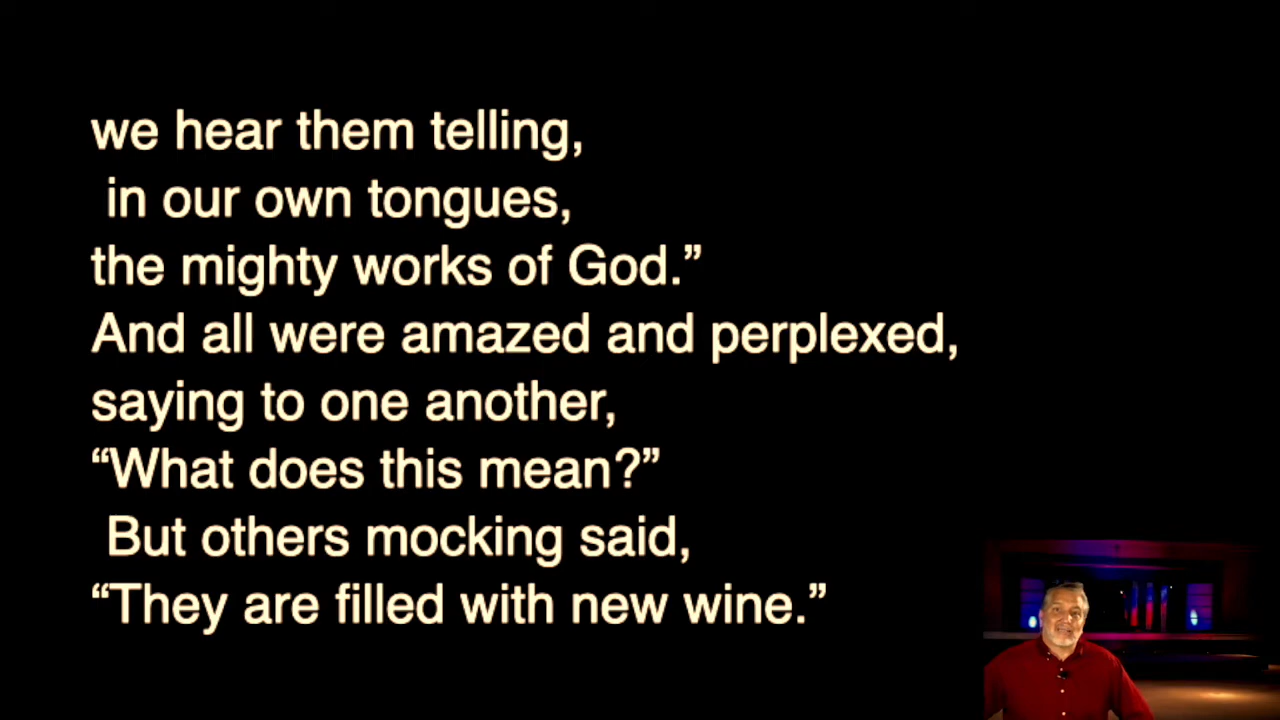 we hear them telling,
in our own tongues,
the mighty works of God.”
And all were amazed and perplexed,
saying to one another,
“What does this mean?”
But others mocking said,
“They are filled with new wine.”